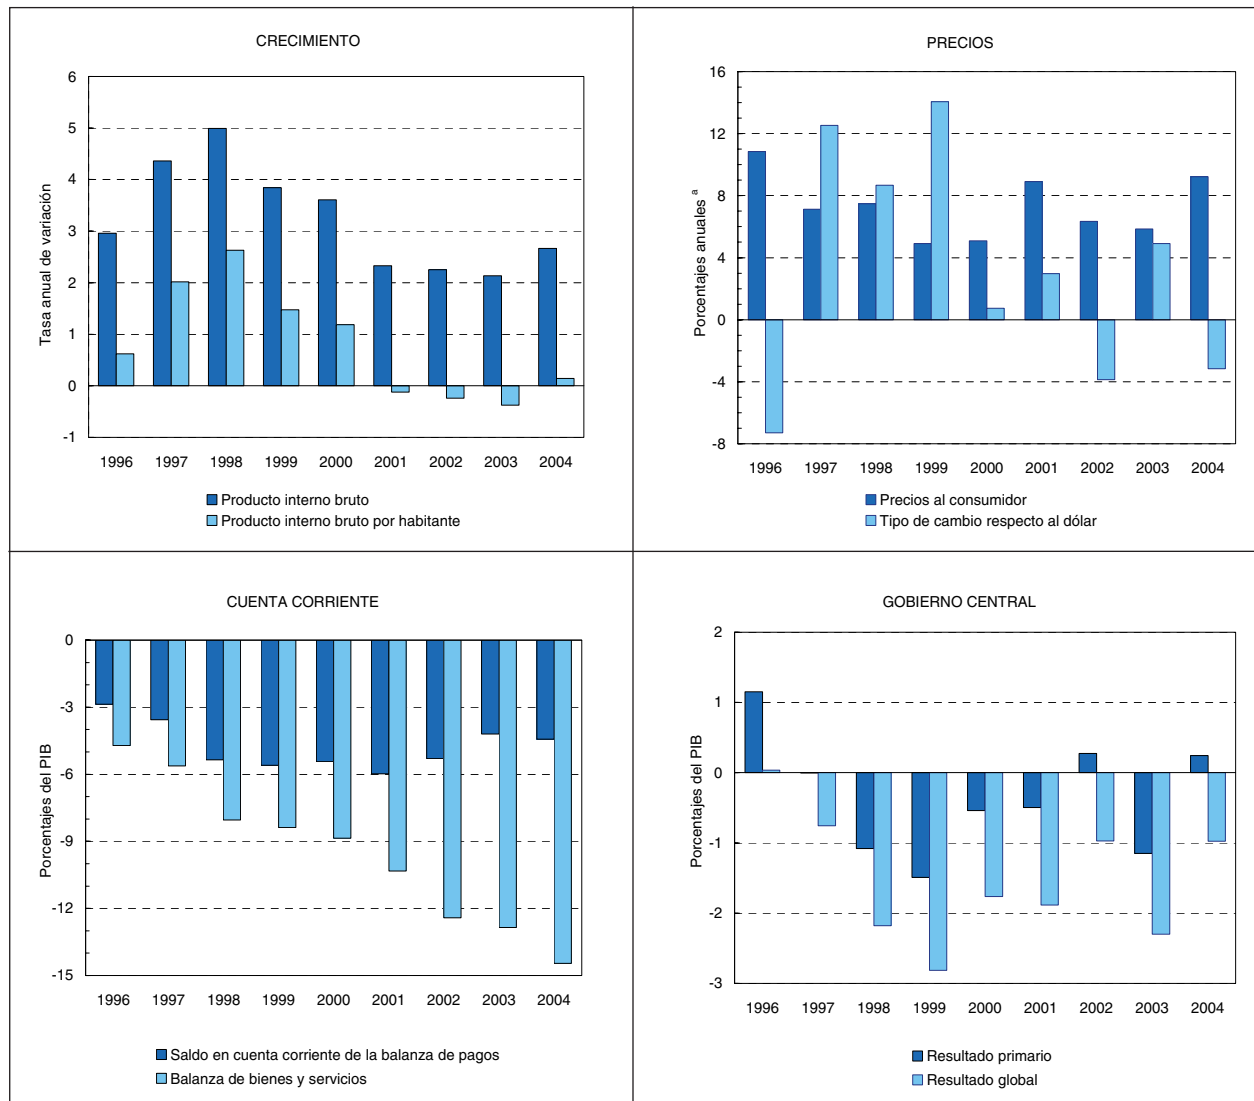 CRECIMIENTO
Tasa anual de variación
6
5
4
3
2
1
0
-1
1996 1997 1998 1999 2000 2001 2002 2003 2004
Producto interno bruto
Producto interno bruto por habitante
PRECIOS
Porcentajes anuales a
16
12
8
4
0
-4
-8
1996 1997 1998 1999 2000 2001 2002 2003 2004
Precios al consumidor
Tipo de cambio respecto al dólar
CUENTA CORRIENTE
Porcentajes del PIB
0
-3
-6
-9
-12
-15
1996 1997 1998 1999 2000 2001 2002 2003 2004
Saldo en cuenta corriente de la balanza de pagos
Balanza de bienes y servicios
GOBIERNO CENTRAL
Porcentajes del PIB
2
1
0
-1
-2
-3
1996 1997 1998 1999 2000 2001 2002 2003 2004
Resultado primario
Resultado global